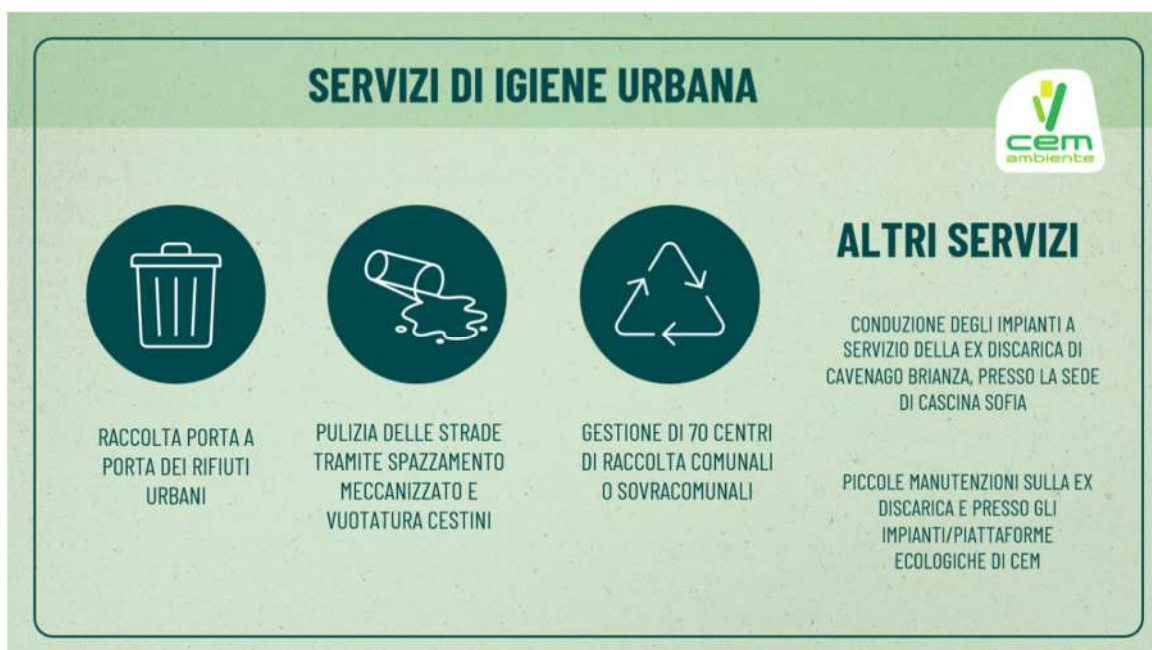 SERVIZI DI IGIENE URBANA
cem
ambiente
RACCOLTA PORTA A
PORTA DEI RIFIUTI
URBANI
PULIZIA DELLE STRADE
TRAMITE SPAZZAMENTO
MECCANIZZATO E
VUOTATURA CESTINI
GESTIONE DI 70 CENTRI
DI RACCOLTA COMUNALI
O SOVRACOMUNALI
ALTRI SERVIZI
CONDUZIONE DEGLI IMPIANTI A
SERVIZIO DELLA EX DISCARICA DI
CAVENAGO BRIANZA, PRESSO LA SEDE
DI CASCINA SOFIA
PICCOLE MANUTENZIONI SULLA EX
DISCARICA E PRESSO GLI
IMPIANTI/PIATTAFORME
ECOLOGICHE DI CEM